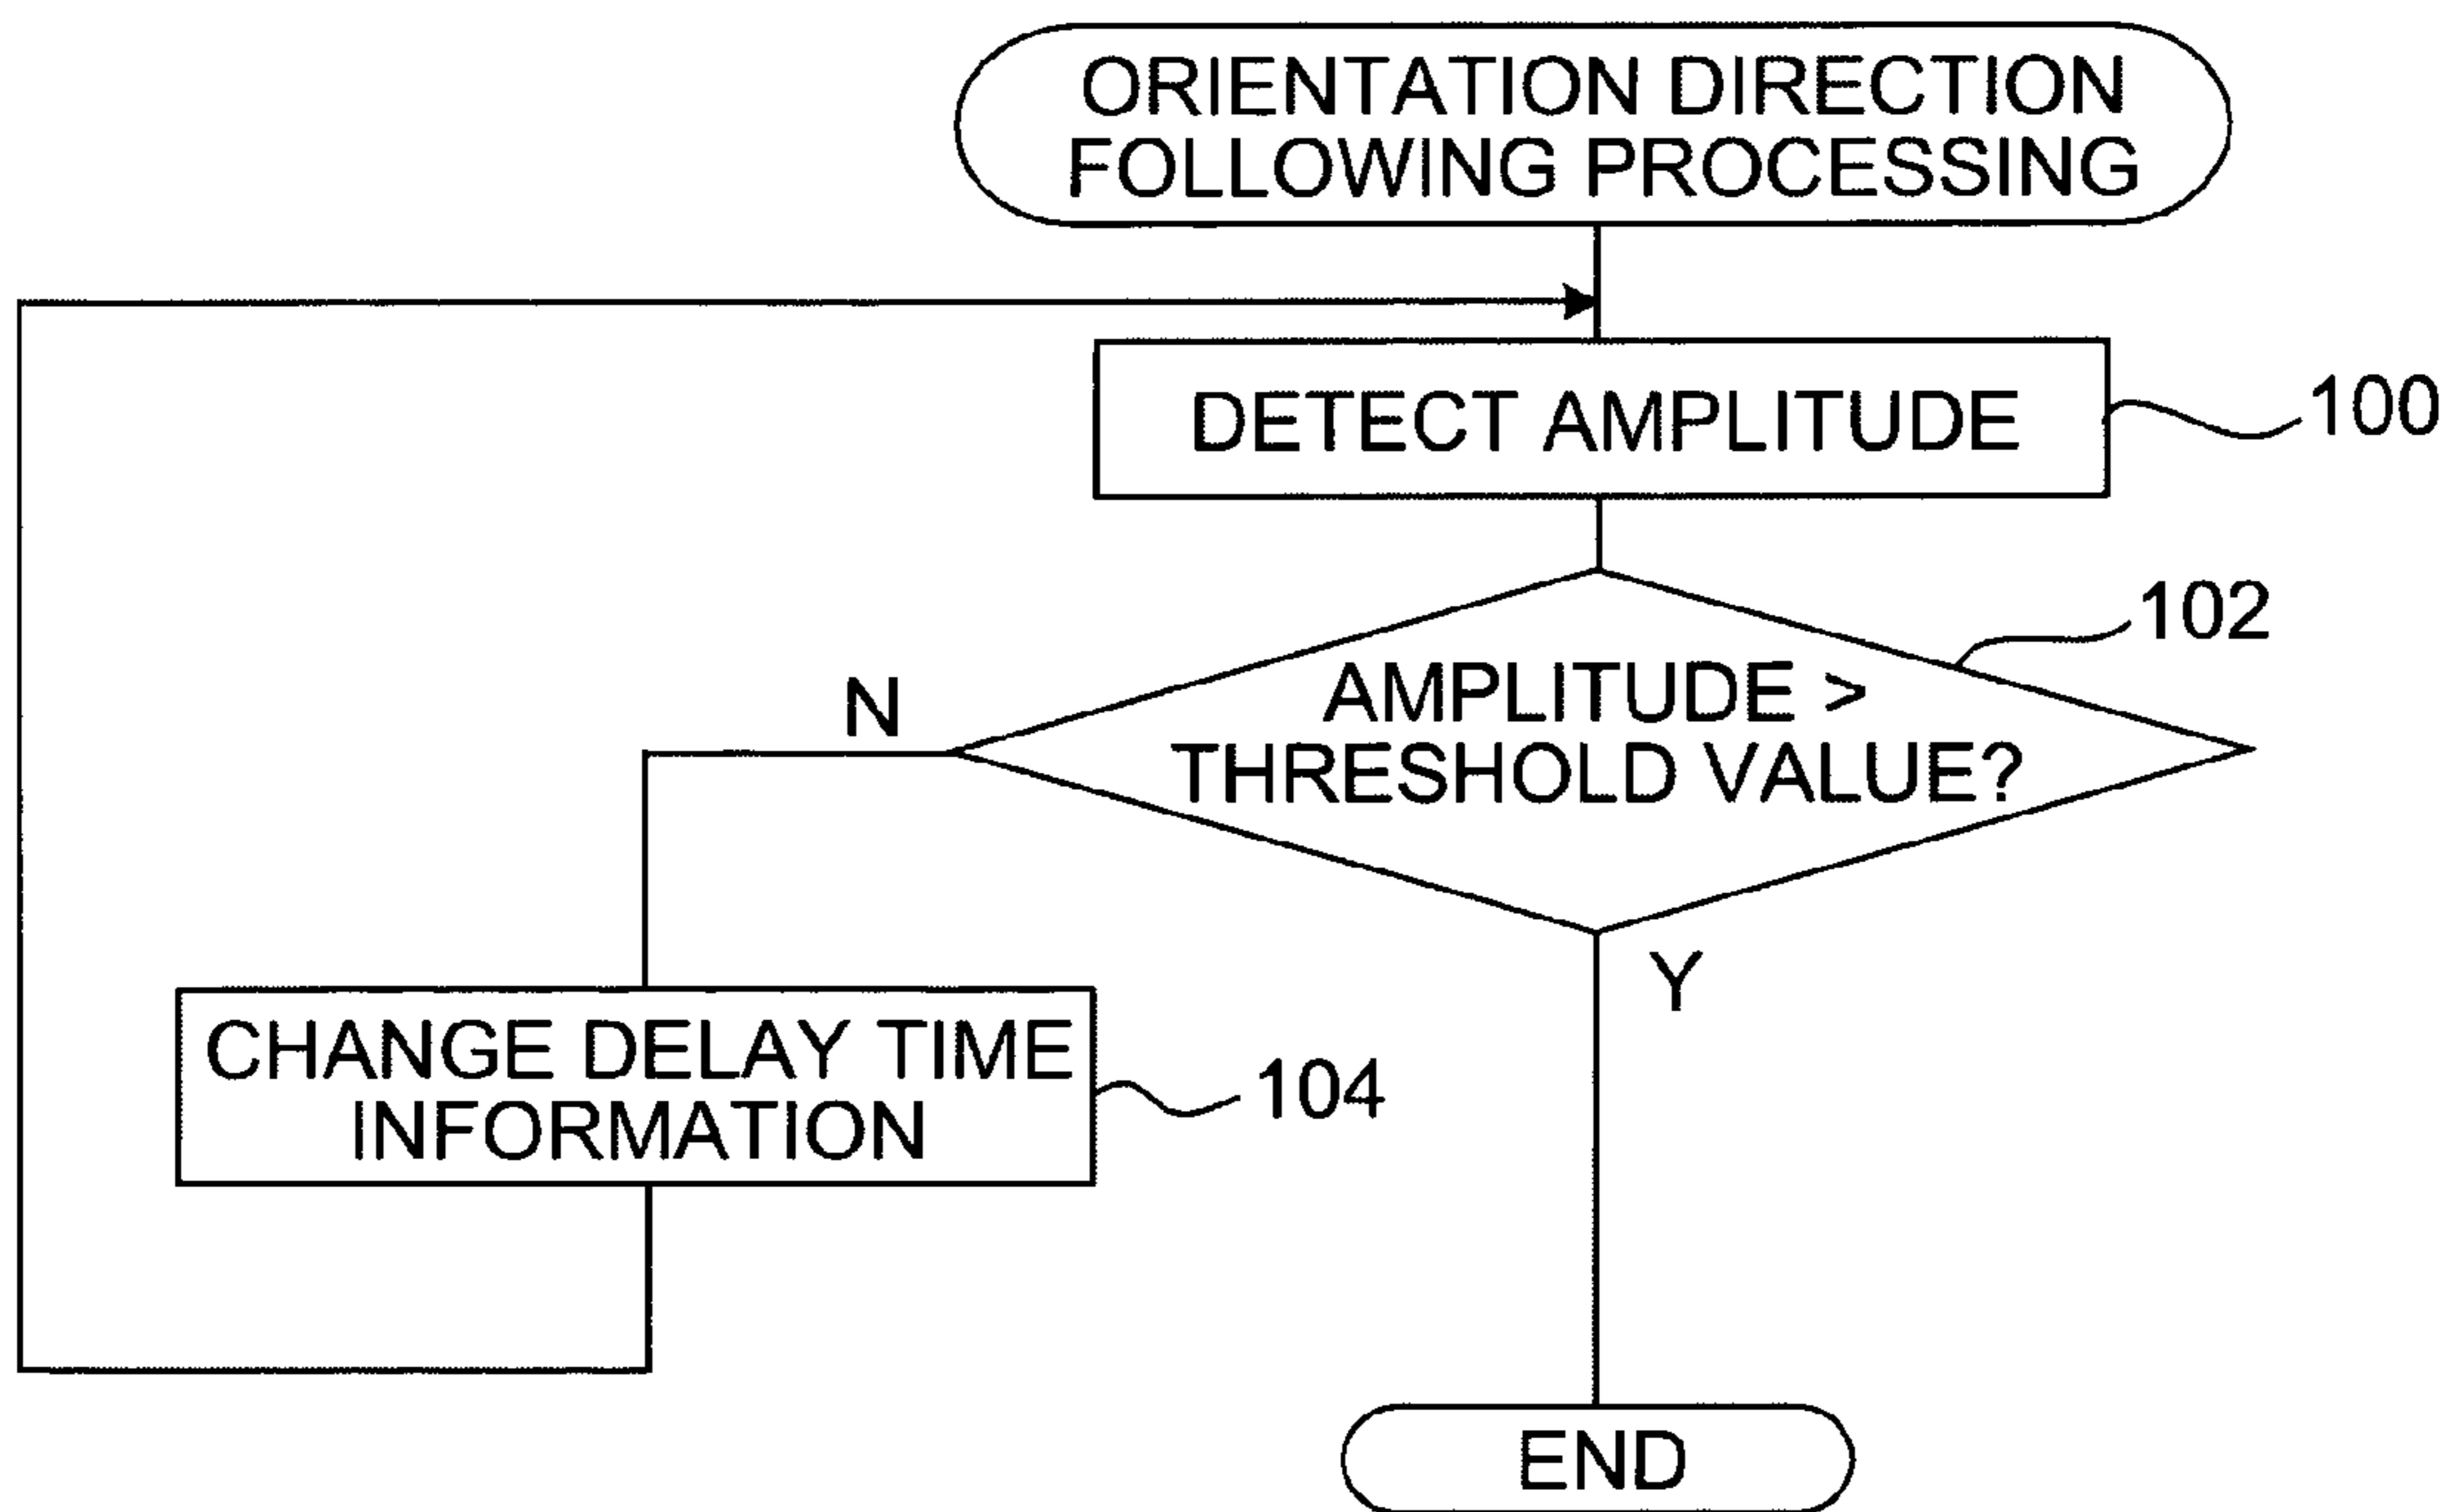 ORIENTATION DIRECTION
FOLLOWING PROCESSING
DETECT AMPLITUDE
100
102
AMPLITUDE >
THRESHOLD VALUE?
N
Y
CHANGE DELAY TIME
INFORMATION
104
END